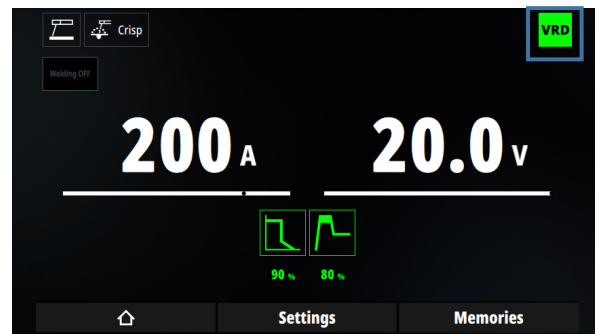 Crisp
VRD
Welding OFF
200 A
20.0 V
90 %
80 %
Settings
Memories